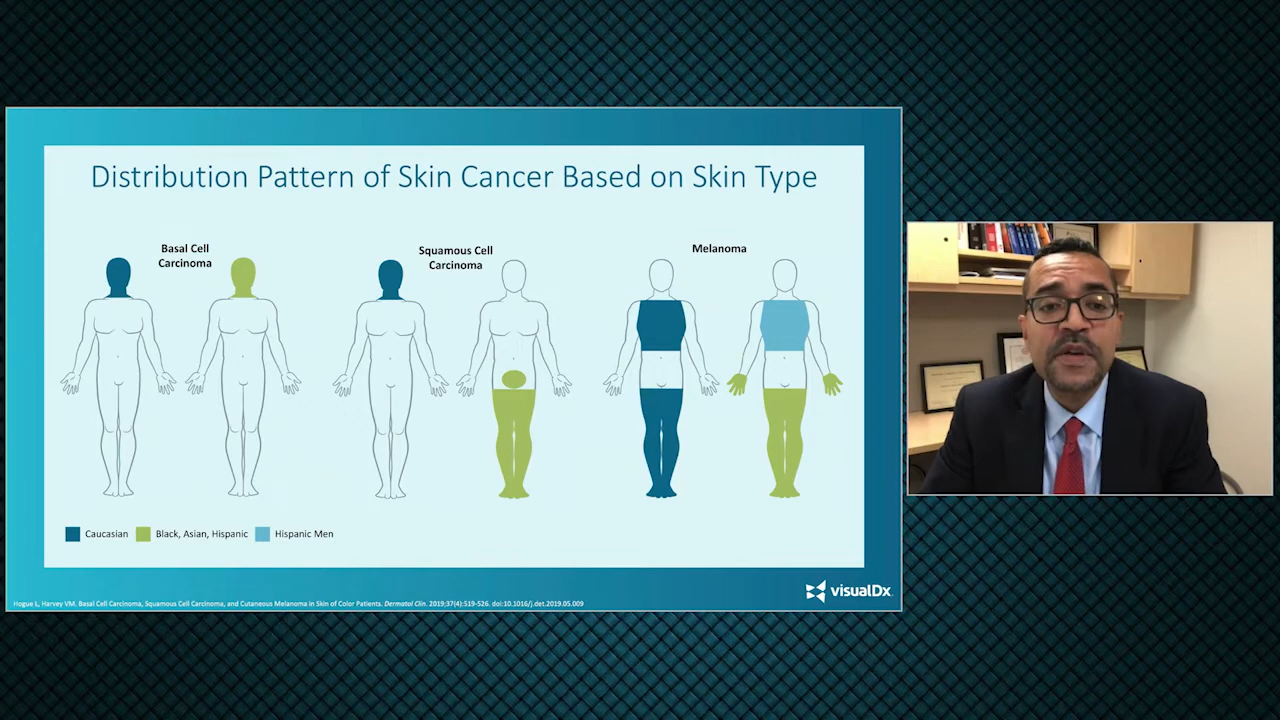 Distribution Pattern of Skin Cancer Based on Skin Type
Basal Cell
Carcinoma
Squamous Cell
Carcinoma
Melanoma
Caucasian
Black, Asian, Hispanic
Hispanic Men
visualDx
Hogue L, Harvey VM. Basal Cell Carcinoma, Squamous Cell Carcinoma, and Cutaneous Melanoma in Skin of Color Patients. Dermatol Clin. 2019;37(4):519-526. doi:10.1016/j.det.2019.05.009